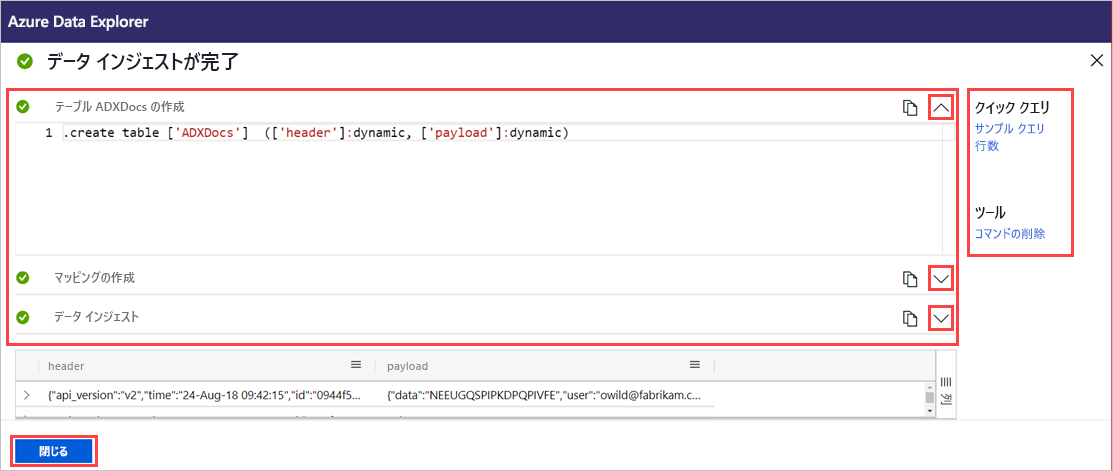 Azure Data Explorer
データ インジェストが完了
テーブル ADXDocs の作成
1 .create table ['ADXDocs'] (['header']:dynamic, ['payload']:dynamic)
マッピングの作成
データ インジェスト
クイック クエリ
サンプル クエリ
行数
ツール
コマンドの削除
header payload
{"api_version":"v2","time":"24-Aug-18 09:42:15","id":"0944f5... {"data":"NEEUGQSPIPKDPQPIVFE","user":"owild@fabrikam.c...
列
閉じる